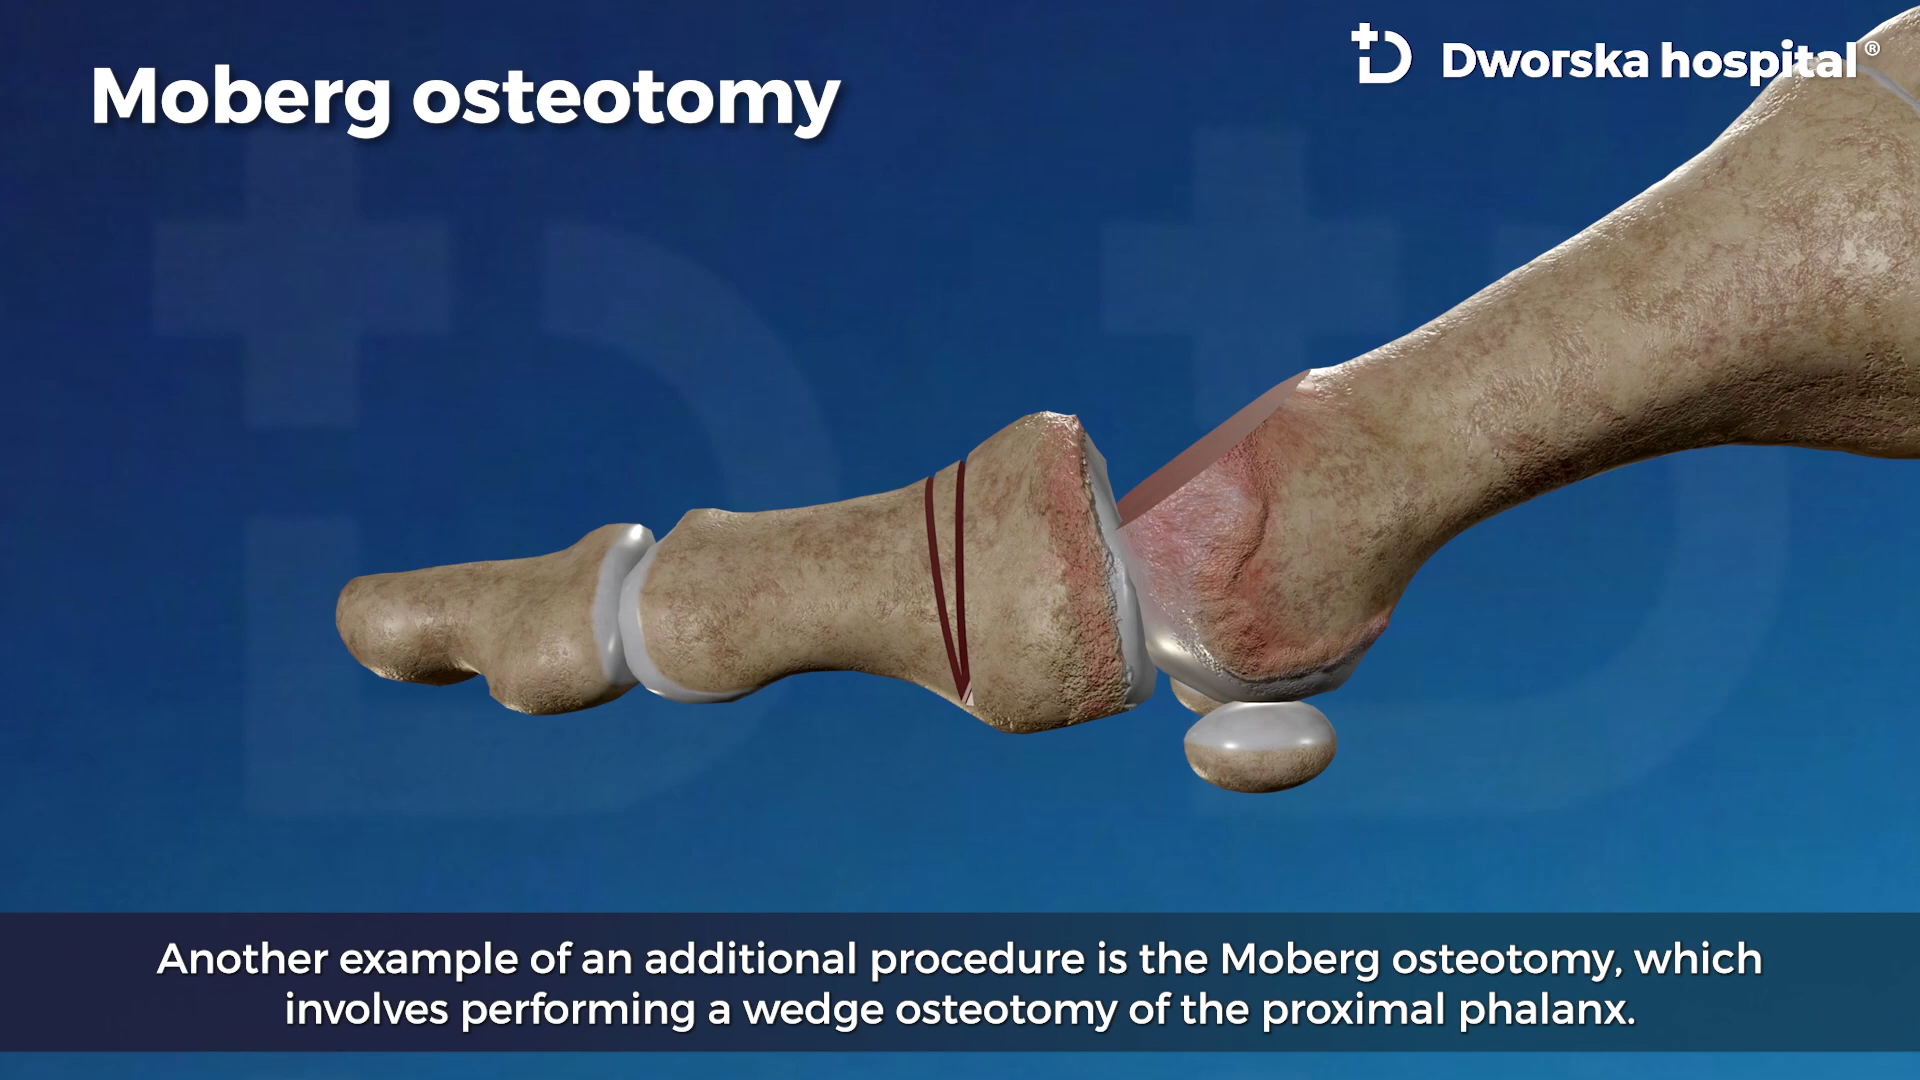 Moberg osteotomy
Dworska hospital®
Another example of an additional procedure is the Moberg osteotomy, which
involves performing a wedge osteotomy of the proximal phalanx.